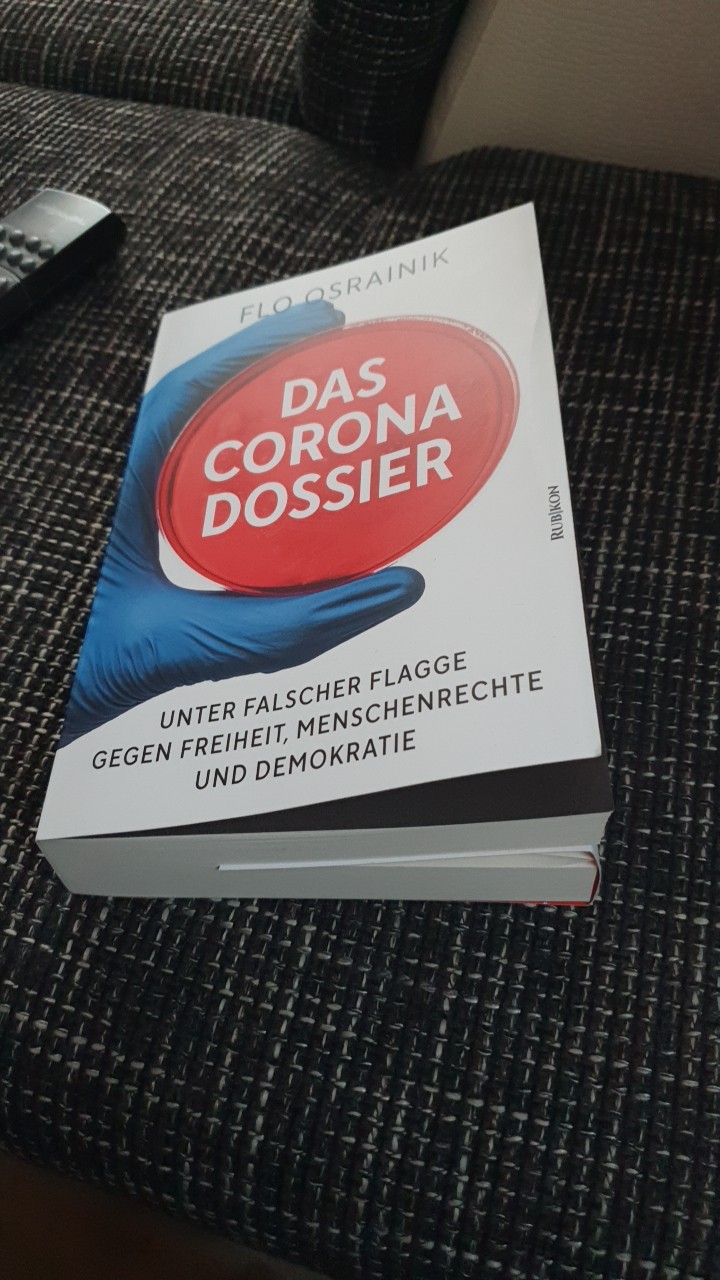 FLO OSRAINIK
DAS
CORONA
DOSSIER
RUBIKON
UNTER FALSCHER FLAGGE
GEGEN FREIHEIT, MENSCHENRECHTE
UND DEMOKRATIE